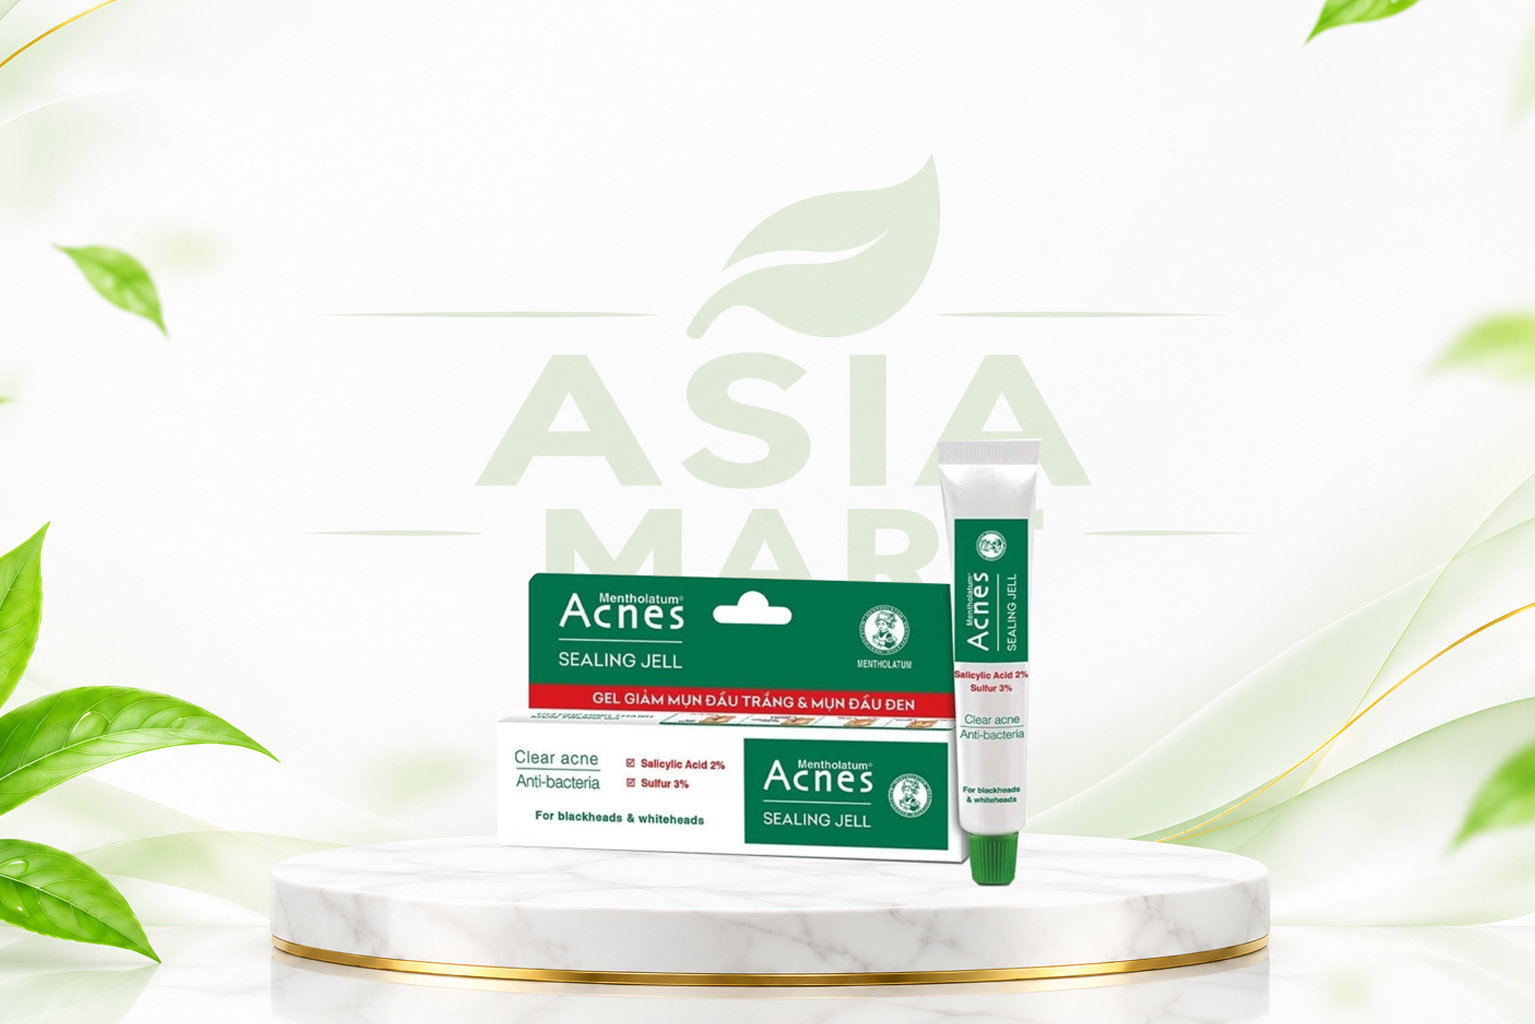 ASIA
MART
Mentholatum®
Acnes
SEALING JELL
MENTHOLATUM
GEL GIẢM MỤN ĐẦU TRẮNG & MỤN ĐẦU ĐEN
Clear acne
Anti-bacteria
Salicylic Acid 2%
Sulfur 3%
For blackheads & whiteheads
Mentholatum®
Acnes
SEALING JELL
Mentholatum®
Acnes
SEALING JELL
Salicylic Acid 2%
Sulfur 3%
Clear acne
Anti-bacteria
For blackheads
& whiteheads